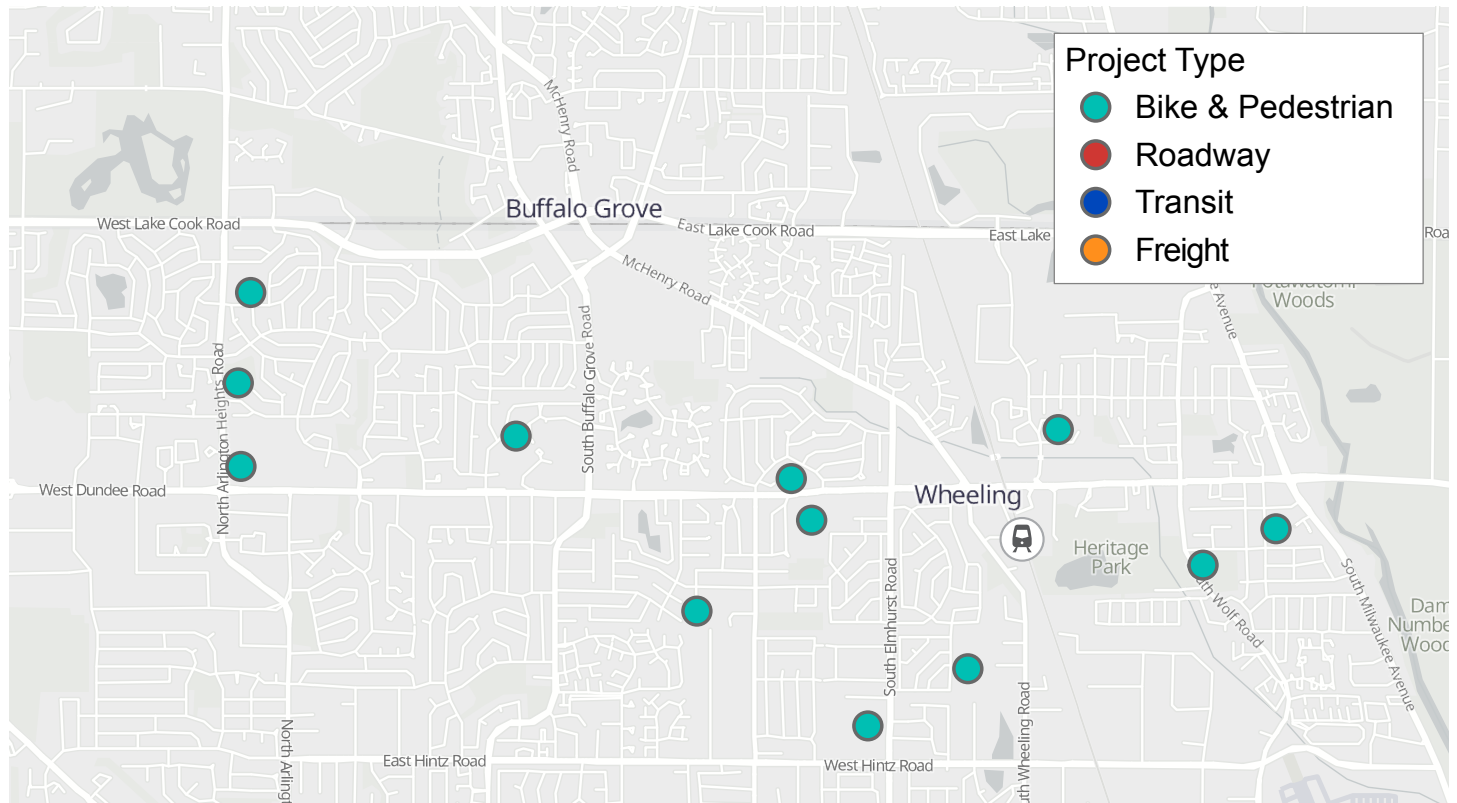 Project Type
Bike & Pedestrian
Roadway
Transit
Freight
McHenry Road
Buffalo Grove
West Lake Cook Road
East Lake Cook Road
East Lake
McHenry Road
Woods
Avenue
South Buffalo Grove Road
North Arlington Heights Road
West Dundee Road
Wheeling
Heritage
Park
South Elmhurst Road
Wolf Road
South Milwaukee Avenue
Wheeling Road
North
East Hintz Road
West Hintz Road